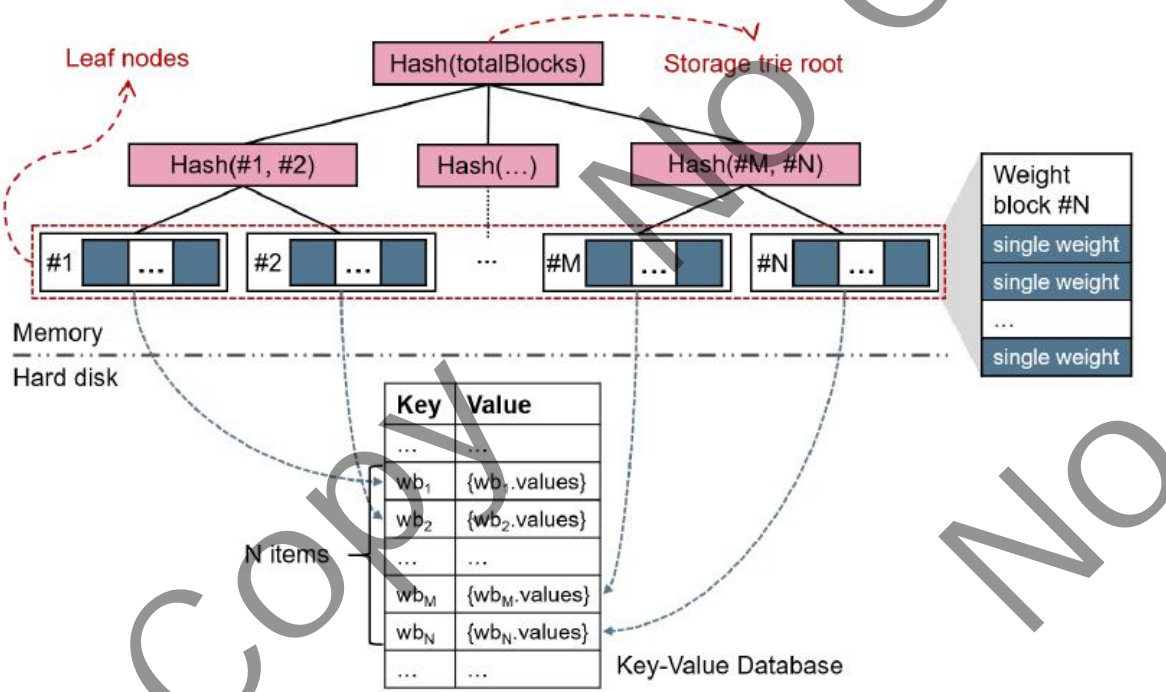 Leaf nodes
Hash(totalBlocks)
Storage trie root
Hash(#1, #2)
Hash(...)
Hash(#M, #N)
#1 ...
#2 ...
...
#M ...
#N ...
Weight
block #N
single weight
single weight
...
single weight
Memory
Hard disk
Key Value
... ...
wb1 {wb1.values}
wb2 {wb2.values}
... ...
wbM {wbM.values}
wbN {wbN.values}
... ...
N items
Key-Value Database
Copy
No
No